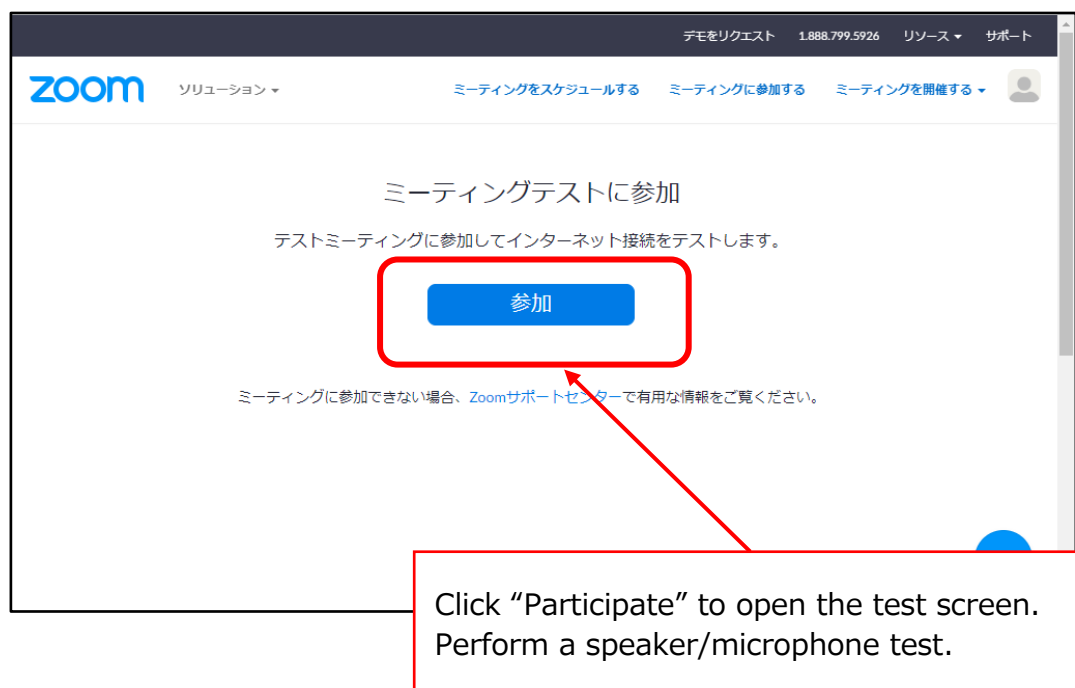 デモをリクエスト 1.888.799.5926 リソース サポート
zoom ソリューション ミーティングをスケジュールする ミーティングに参加する ミーティングを開催する
ミーティングテストに参加
テストミーティングに参加してインターネット接続をテストします。
参加
ミーティングに参加できない場合、Zoomサポートセンターで有用な情報をご覧ください。
Click “Participate” to open the test screen.
Perform a speaker/microphone test.